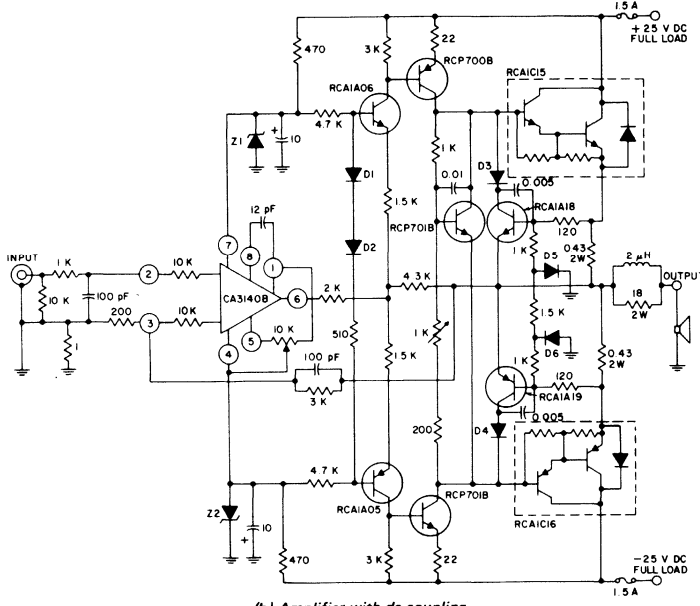 1.5 A
+25 V DC
FULL LOAD
470
3 K
22
RCP700B
RCA1A06
RCA1C15
4.7 K
Z1
+
10
D1
1 K
D3
0.01
0.005
RCA1A18
12 pF
1.5 K
RCP701B
120
7
8
1
D2
1 K
D5
0.43
2W
2 μH
INPUT
1 K
2
10 K
CA3140B
6
2 K
4.3 K
OUTPUT
10 K
100 pF
18
2 W
200
3
10 K
5
10 K
510
1 K
1.5 K
D6
1
4
100 pF
3 K
1.5 K
1 K
0.43
2W
120
RCA1A19
200
D4
0.005
4.7 K
Z2
10
+
RCA1A05
RCP701B
RCA1C16
470
3 K
22
-25 V DC
FULL LOAD
1.5 A
(b) Amplifier with dc coupling